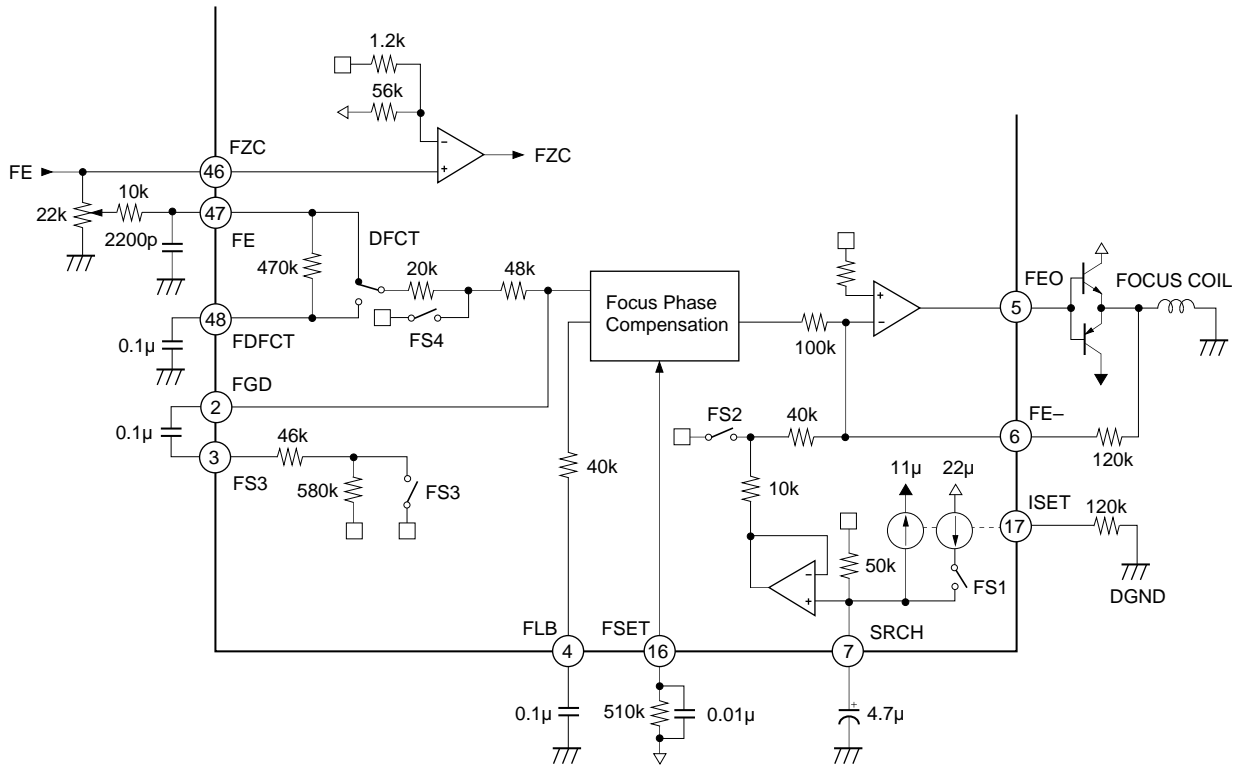 1.2k
56k
FZC
FE
46
FZC
10k
22k
47
2200p
FE
DFCT
470k
20k
48k
FS4
48
0.1μ
FDFCT
Focus Phase
Compensation
100k
FEO
5
FOCUS COIL
FGD
2
0.1μ
3
46k
FS3
580k
FS3
40k
FS2
40k
10k
FE–
6
120k
11μ
22μ
ISET
17
120k
50k
FS1
DGND
FLB
4
FSET
16
SRCH
7
0.1μ
510k
0.01μ
+
4.7μ